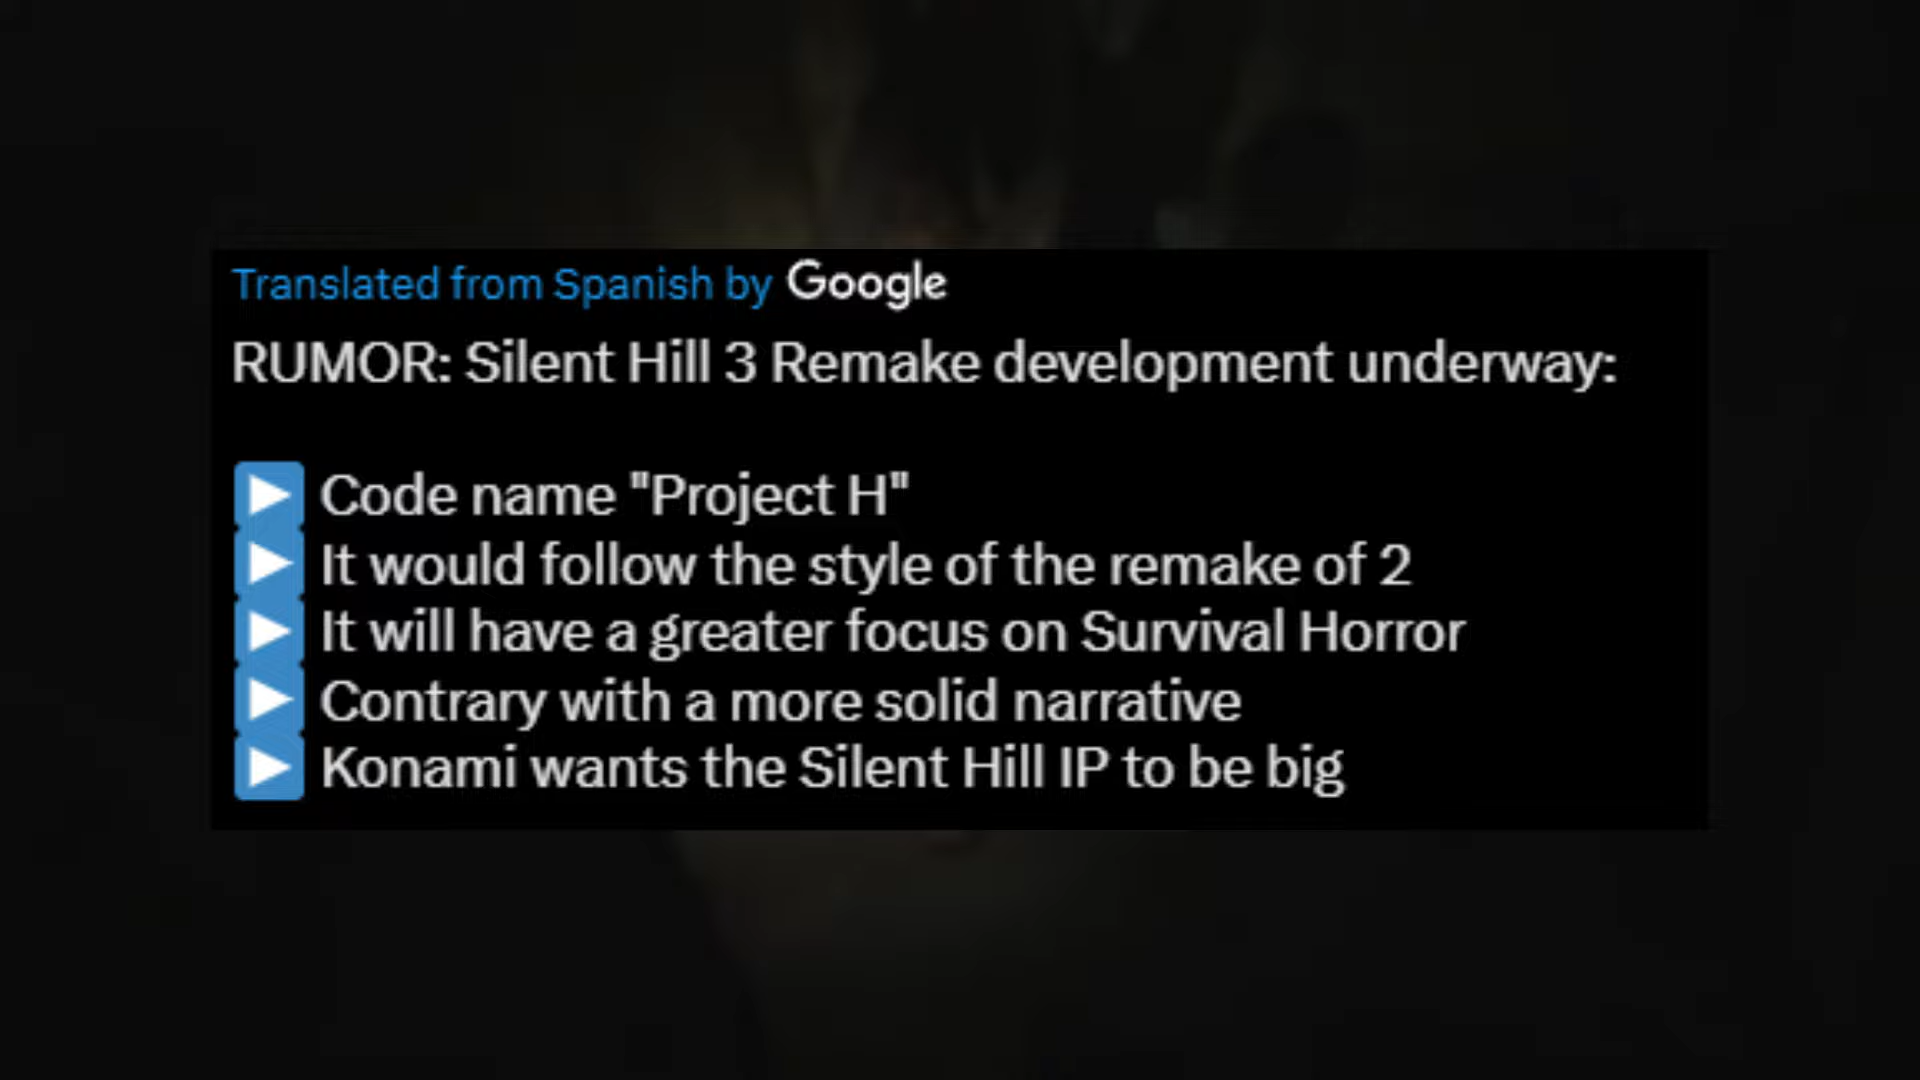 Translated from Spanish by Google
RUMOR: Silent Hill 3 Remake development underway:
Code name "Project H"
It would follow the style of the remake of 2
It will have a greater focus on Survival Horror
Contrary with a more solid narrative
Konami wants the Silent Hill IP to be big